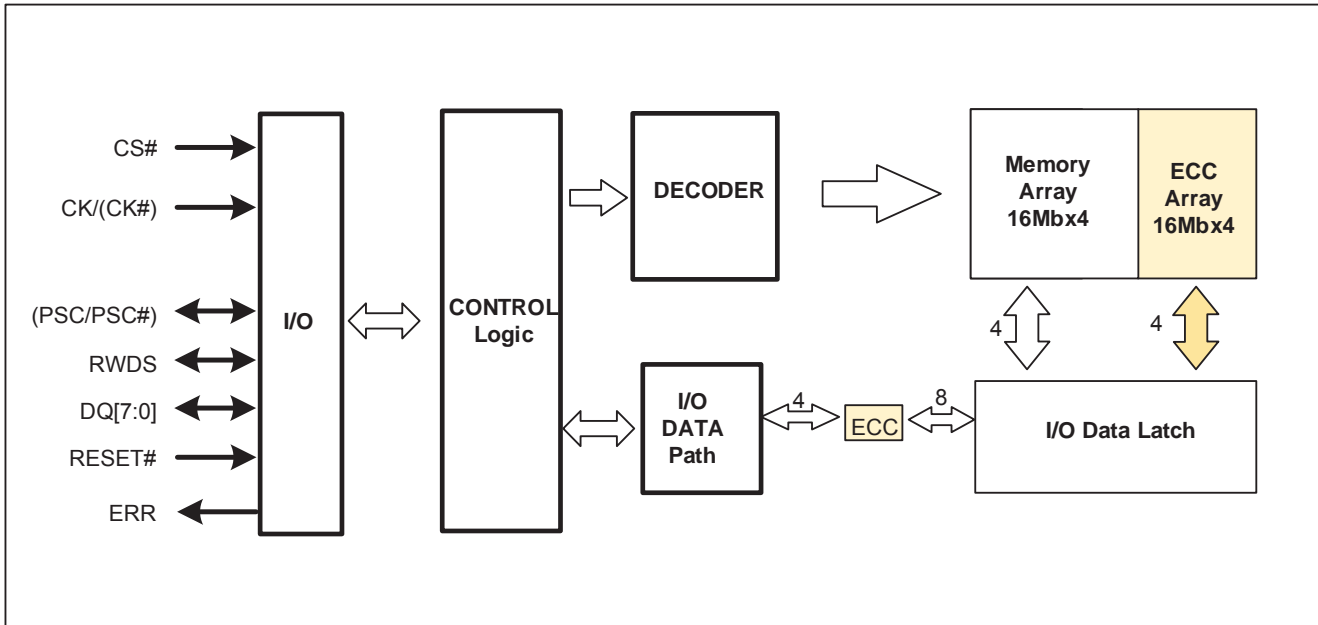 CS#
CK/(CK#)
(PSC/PSC#)
RWDS
DQ[7:0]
RESET#
ERR
I/O
CONTROL
Logic
DECODER
I/O
DATA
Path
4
ECC
8
Memory
Array
16Mbx4
ECC
Array
16Mbx4
4
4
I/O Data Latch